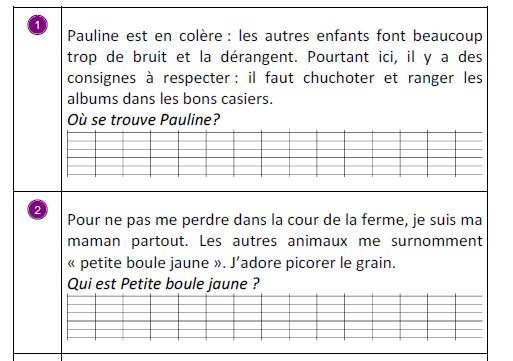 1
Pauline est en colère : les autres enfants font beaucoup
trop de bruit et la dérangent. Pourtant ici, il y a des
consignes à respecter : il faut chuchoter et ranger les
albums dans les bons casiers.
Où se trouve Pauline?
2
Pour ne pas me perdre dans la cour de la ferme, je suis ma
maman partout. Les autres animaux me surnomment
« petite boule jaune ». J’adore picorer le grain.
Qui est Petite boule jaune ?